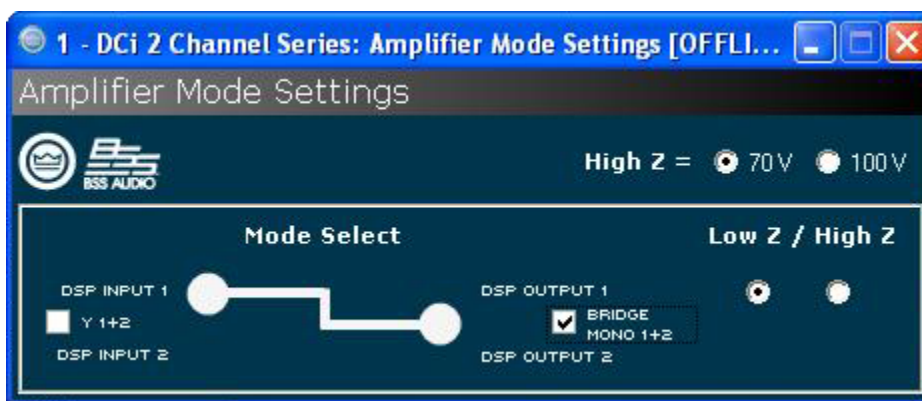 1 - DCi 2 Channel Series: Amplifier Mode Settings [OFFLI...
Amplifier Mode Settings
BSS AUDIO
High Z = 70V 100V
Mode Select
Low Z / High Z
DSP INPUT 1
Y 1+2
DSP INPUT 2
DSP OUTPUT 1
BRIDGE
MONO 1+2
DSP OUTPUT 2